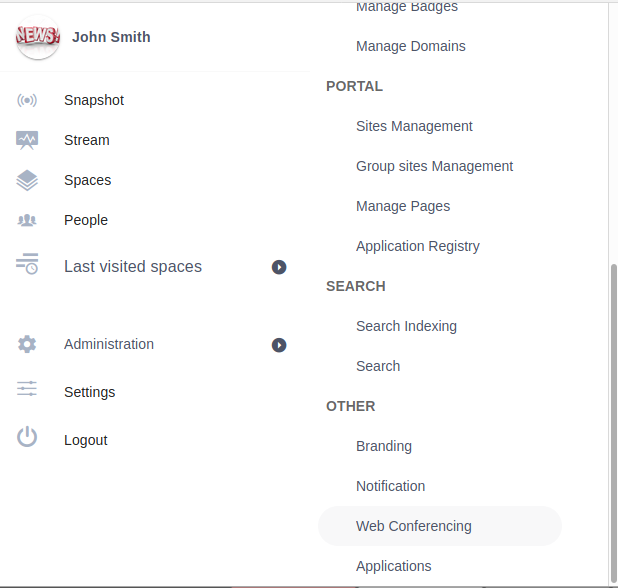 NEWS!
John Smith
Snapshot
Stream
Spaces
People
Last visited spaces
Administration
Settings
Logout
Manage Badges
Manage Domains
PORTAL
Sites Management
Group sites Management
Manage Pages
Application Registry
SEARCH
Search Indexing
Search
OTHER
Branding
Notification
Web Conferencing
Applications